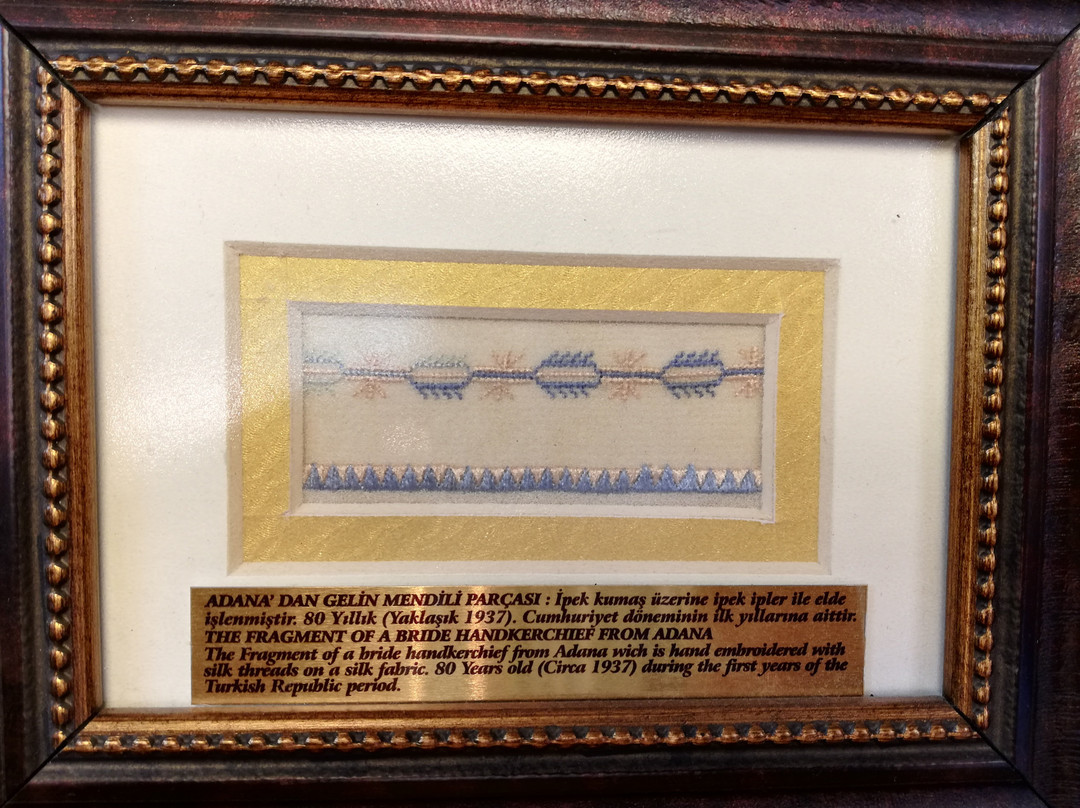 ADANA' DAN GELİN MENDİLİ PARÇASI : İpek kumaş üzerine ipek ipler ile elde
işlenmiştir. 80 Yıllık (Yaklaşık 1937). Cumhuriyet döneminin ilk yıllarına aittir.
THE FRAGMENT OF A BRIDE HANDKERCHIEF FROM ADANA
The Fragment of a bride handkerchief from Adana wich is hand embroidered with
silk threads on a silk fabric. 80 Years old (Circa 1937) during the first years of the
Turkish Republic period.